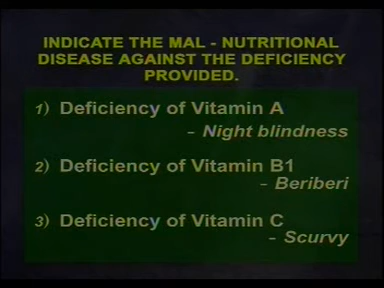 INDICATE THE MAL - NUTRITIONAL
DISEASE AGAINST THE DEFICIENCY
PROVIDED.
1) Deficiency of Vitamin A
- Night blindness
2) Deficiency of Vitamin B1
- Beriberi
3) Deficiency of Vitamin C
- Scurvy